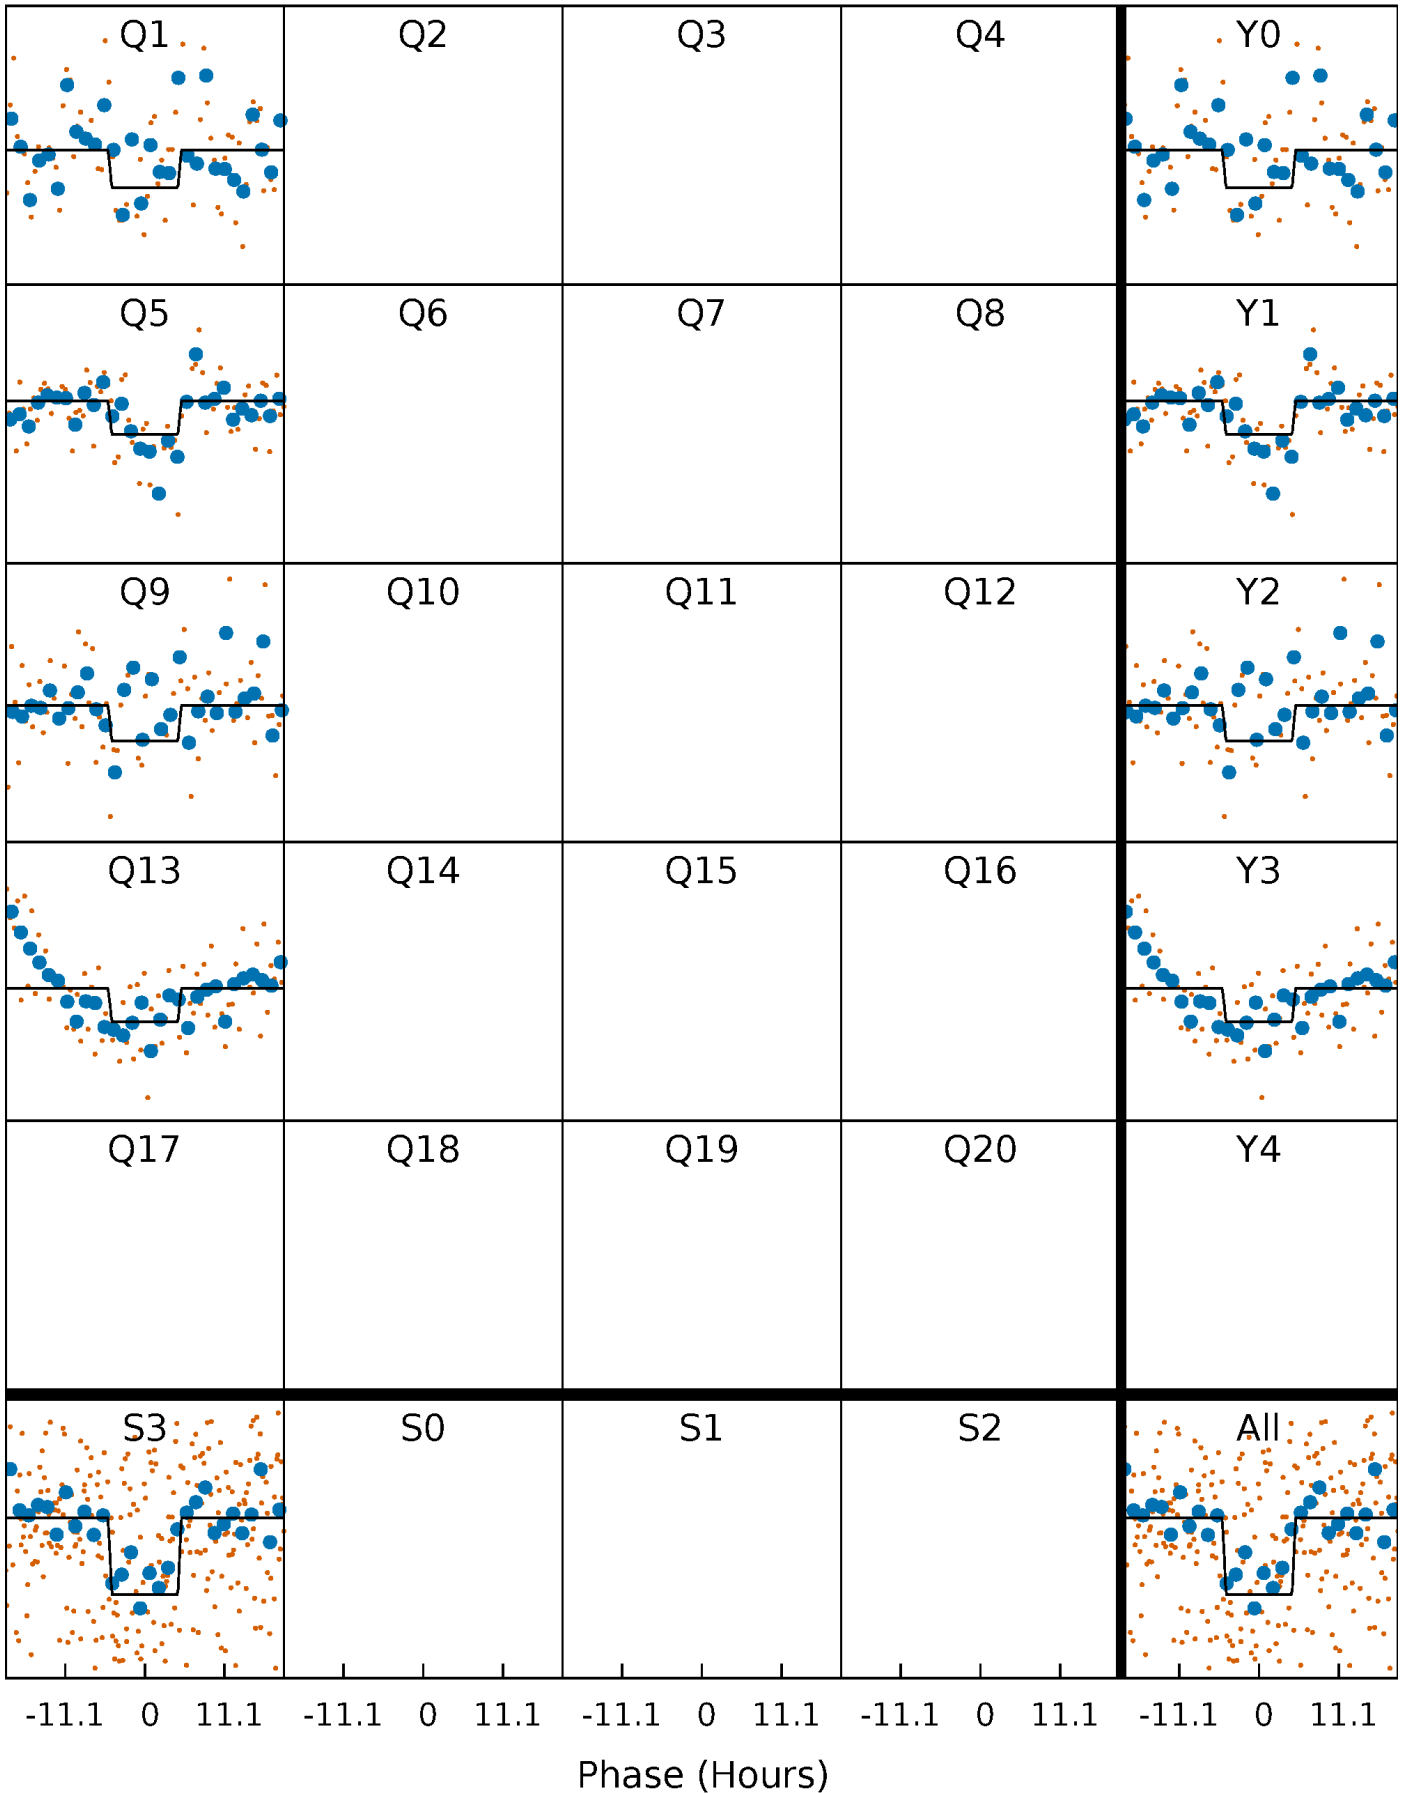 Q1 Q2 Q3 Q4 Y0
Q5 Q6 Q7 Q8 Y1
Q9 Q10 Q11 Q12 Y2
Q13 Q14 Q15 Q16 Y3
Q17 Q18 Q19 Q20 Y4
S3 S0 S1 S2 All
-11.1 0 11.1 -11.1 0 11.1 -11.1 0 11.1 -11.1 0 11.1 -11.1 0 11.1
Phase (Hours)